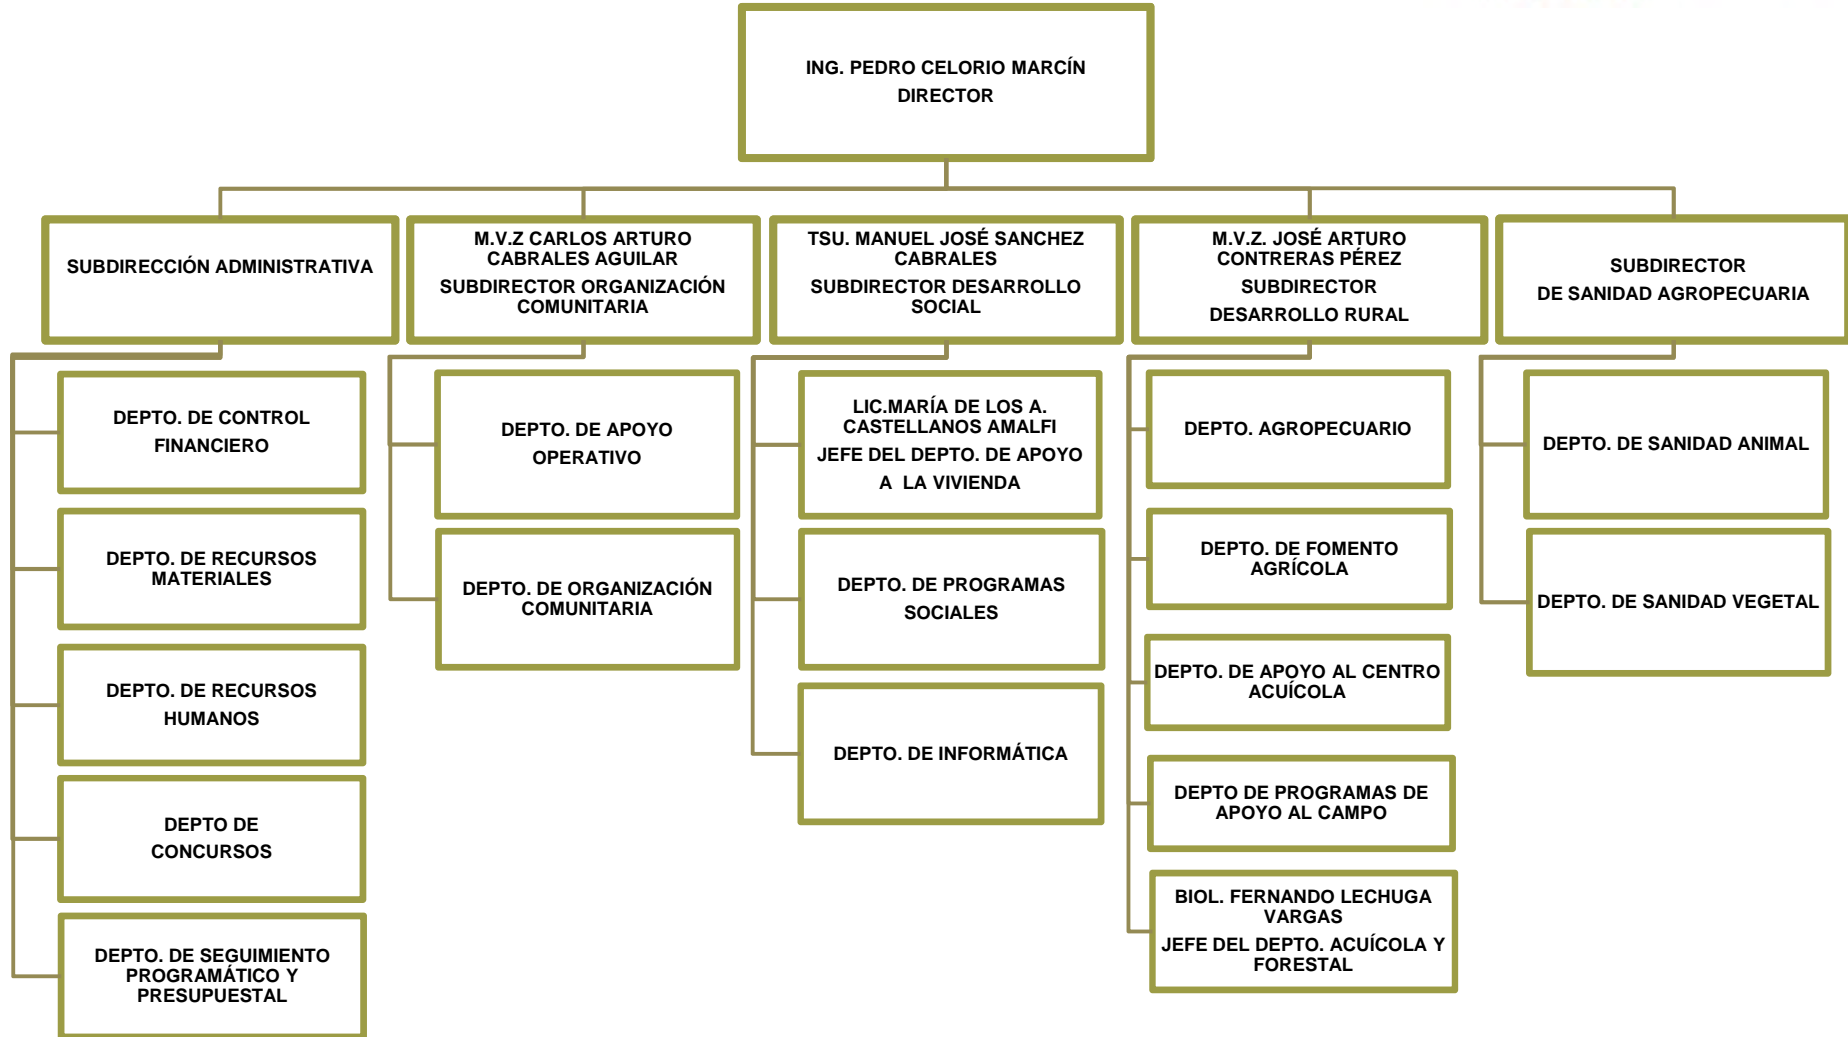 ING. PEDRO CELORIO MARCÍN
DIRECTOR
SUBDIRECCIÓN ADMINISTRATIVA
M.V.Z CARLOS ARTURO
CABRALES AGUILAR
SUBDIRECTOR ORGANIZACIÓN
COMUNITARIA
TSU. MANUEL JOSÉ SANCHEZ
CABRALES
SUBDIRECTOR DESARROLLO
SOCIAL
M.V.Z. JOSÉ ARTURO
CONTRERAS PÉREZ
SUBDIRECTOR
DESARROLLO RURAL
SUBDIRECTOR
DE SANIDAD AGROPECUARIA
DEPTO. DE CONTROL
FINANCIERO
DEPTO. DE RECURSOS
MATERIALES
DEPTO. DE RECURSOS
HUMANOS
DEPTO DE
CONCURSOS
DEPTO. DE SEGUIMIENTO
PROGRAMÁTICO Y
PRESUPUESTAL
DEPTO. DE APOYO
OPERATIVO
DEPTO. DE ORGANIZACIÓN
COMUNITARIA
LIC.MARÍA DE LOS A.
CASTELLANOS AMALFI
JEFE DEL DEPTO. DE APOYO
A LA VIVIENDA
DEPTO. DE PROGRAMAS
SOCIALES
DEPTO. DE INFORMÁTICA
DEPTO. AGROPECUARIO
DEPTO. DE FOMENTO
AGRÍCOLA
DEPTO. DE APOYO AL CENTRO
ACUÍCOLA
DEPTO DE PROGRAMAS DE
APOYO AL CAMPO
BIOL. FERNANDO LECHUGA
VARGAS
JEFE DEL DEPTO. ACUÍCOLA Y
FORESTAL
DEPTO. DE SANIDAD ANIMAL
DEPTO. DE SANIDAD VEGETAL